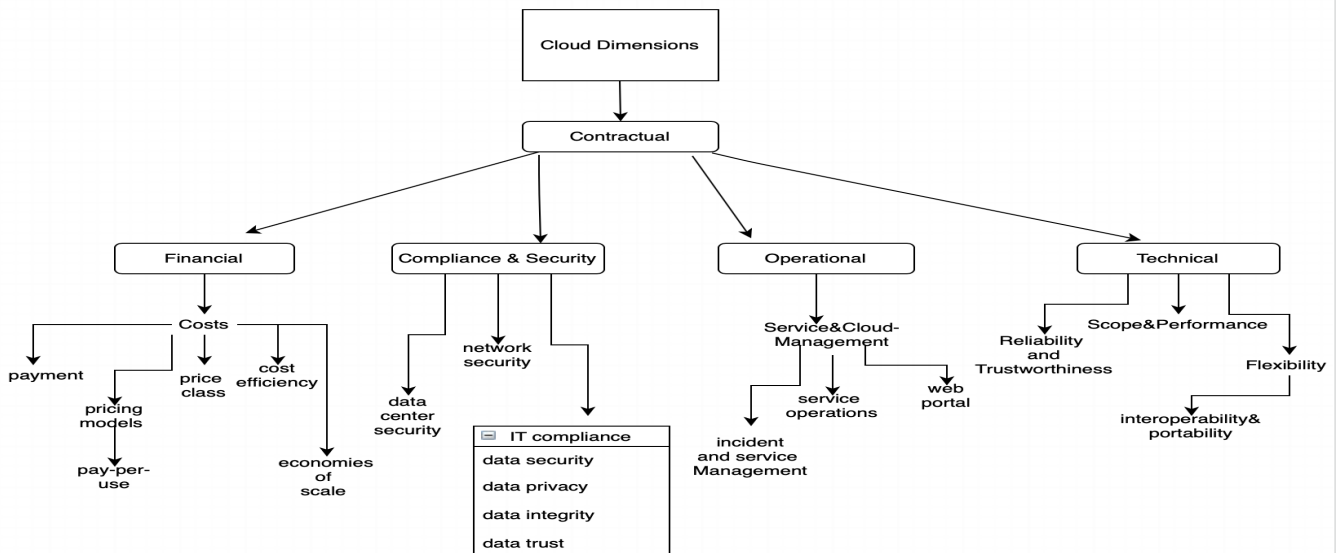 Cloud Dimensions
Contractual
Financial
Compliance & Security
Operational
Technical
Costs
payment
pricing
models
pay-per-
use
price
class
cost
efficiency
economies
of
scale
data
center
security
network
security
IT compliance
data security
data privacy
data integrity
data trust
Service&Cloud-
Management
incident
and service
Management
service
operations
web
portal
Reliability
and
Trustworthiness
Scope&Performance
Flexibility
interoperability&
portability